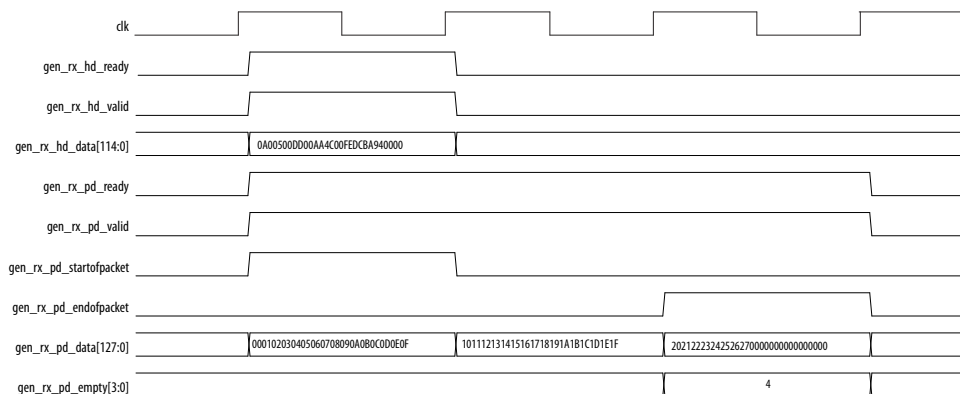 clk
gen_rx_hd_ready
gen_rx_hd_valid
gen_rx_hd_data[114:0] 0A00500DD00AA4C00FEDCBA940000
gen_rx_pd_ready
gen_rx_pd_valid
gen_rx_pd_startofpacket
gen_rx_pd_endofpacket
gen_rx_pd_data[127:0] 000102030405060708090A0B0C0D0E0F 101112131415161718191A1B1C1D1E1F 20212223242526270000000000000000
gen_rx_pd_empty[3:0] 4